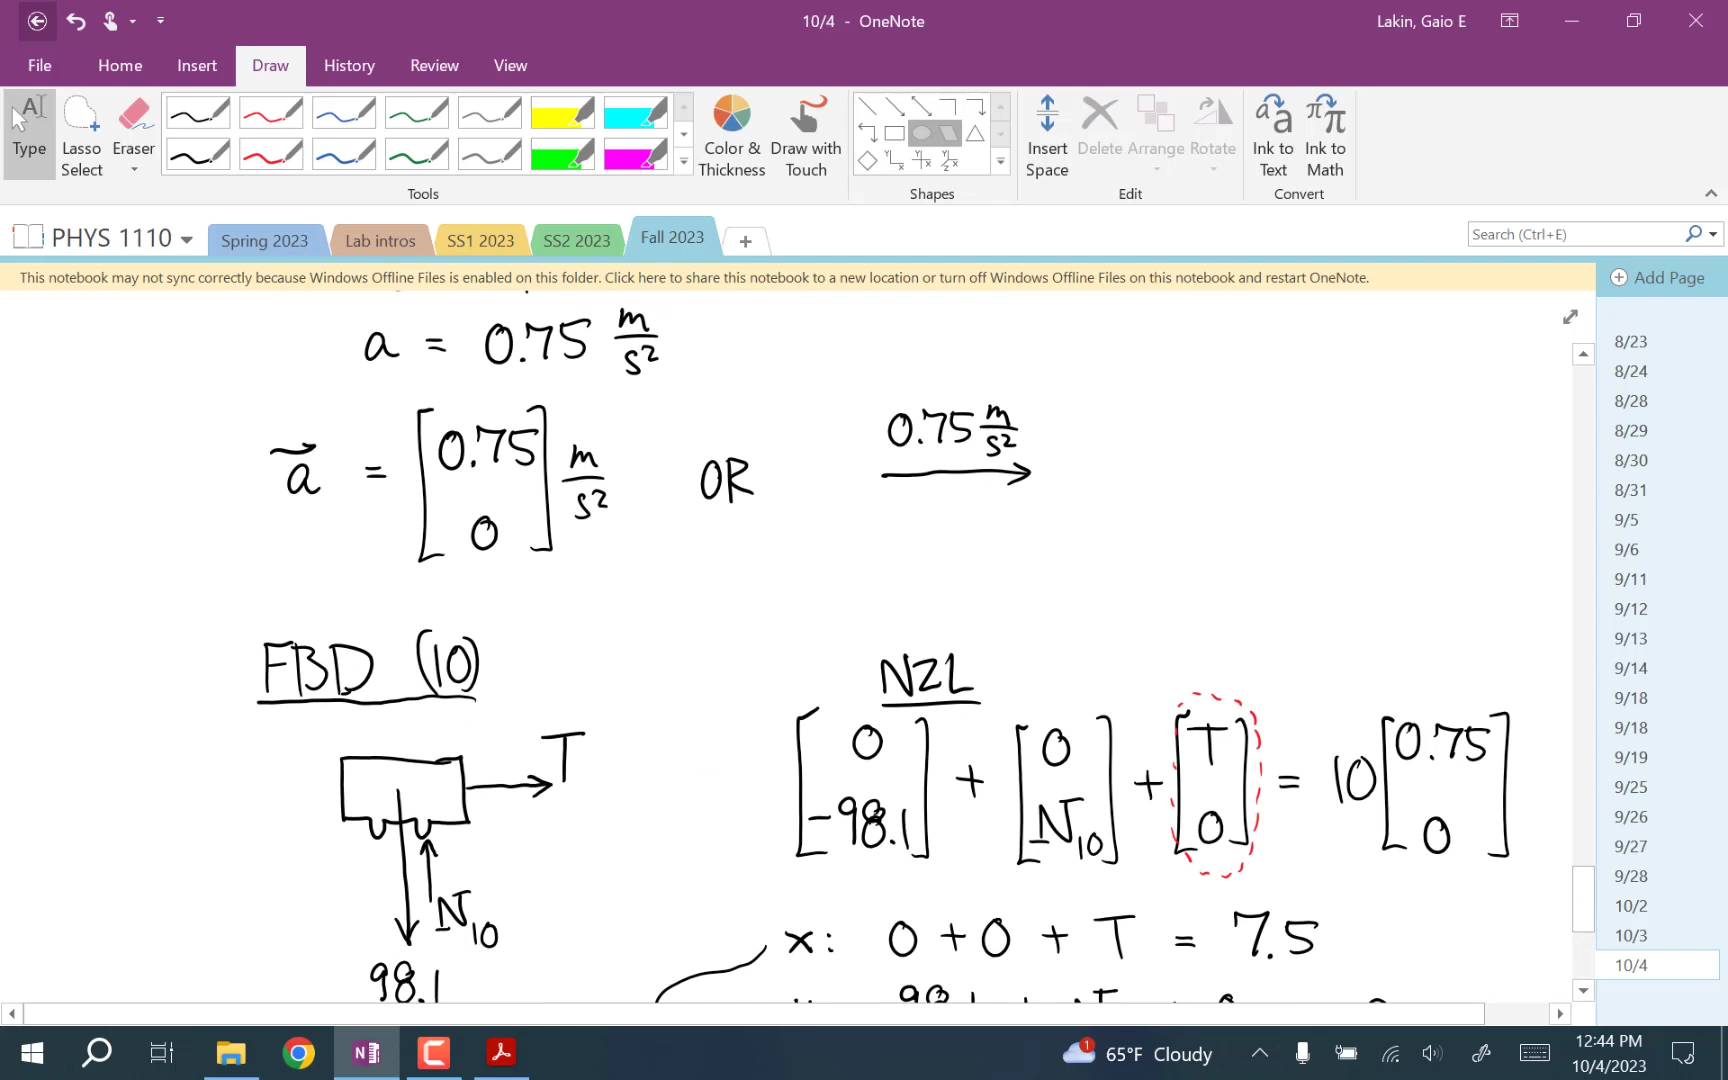 10/4 - OneNote
Lakin, Gaio E
File Home Insert Draw History Review View
Type
Lasso Select
Eraser
Color & Thickness
Draw with Touch
Insert Space
Delete
Arrange
Rotate
Ink to Text
Ink to Math
Tools
Shapes
Edit
Convert
PHYS 1110
Spring 2023
Lab intros
SS1 2023
SS2 2023
Fall 2023
Search (Ctrl+E)
This notebook may not sync correctly because Windows Offline Files is enabled on this folder. Click here to share this notebook to a new location or turn off Windows Offline Files on this notebook and restart OneNote.
Add Page
8/23
8/24
8/28
8/29
8/30
8/31
9/5
9/6
9/11
9/12
9/13
9/14
9/18
9/18
9/19
9/25
9/26
9/27
9/28
10/2
10/3
10/4
a = 0.75 m/s²
a = [0.75 0] m/s² OR 0.75 m/s²
FBD (10)
T
N10
98.1
N2L
[0 -98.1] + [0 N10] + [T 0] = 10 [0.75 0]
x: 0 + 0 + T = 7.5
65°F Cloudy
1
12:44 PM
10/4/2023